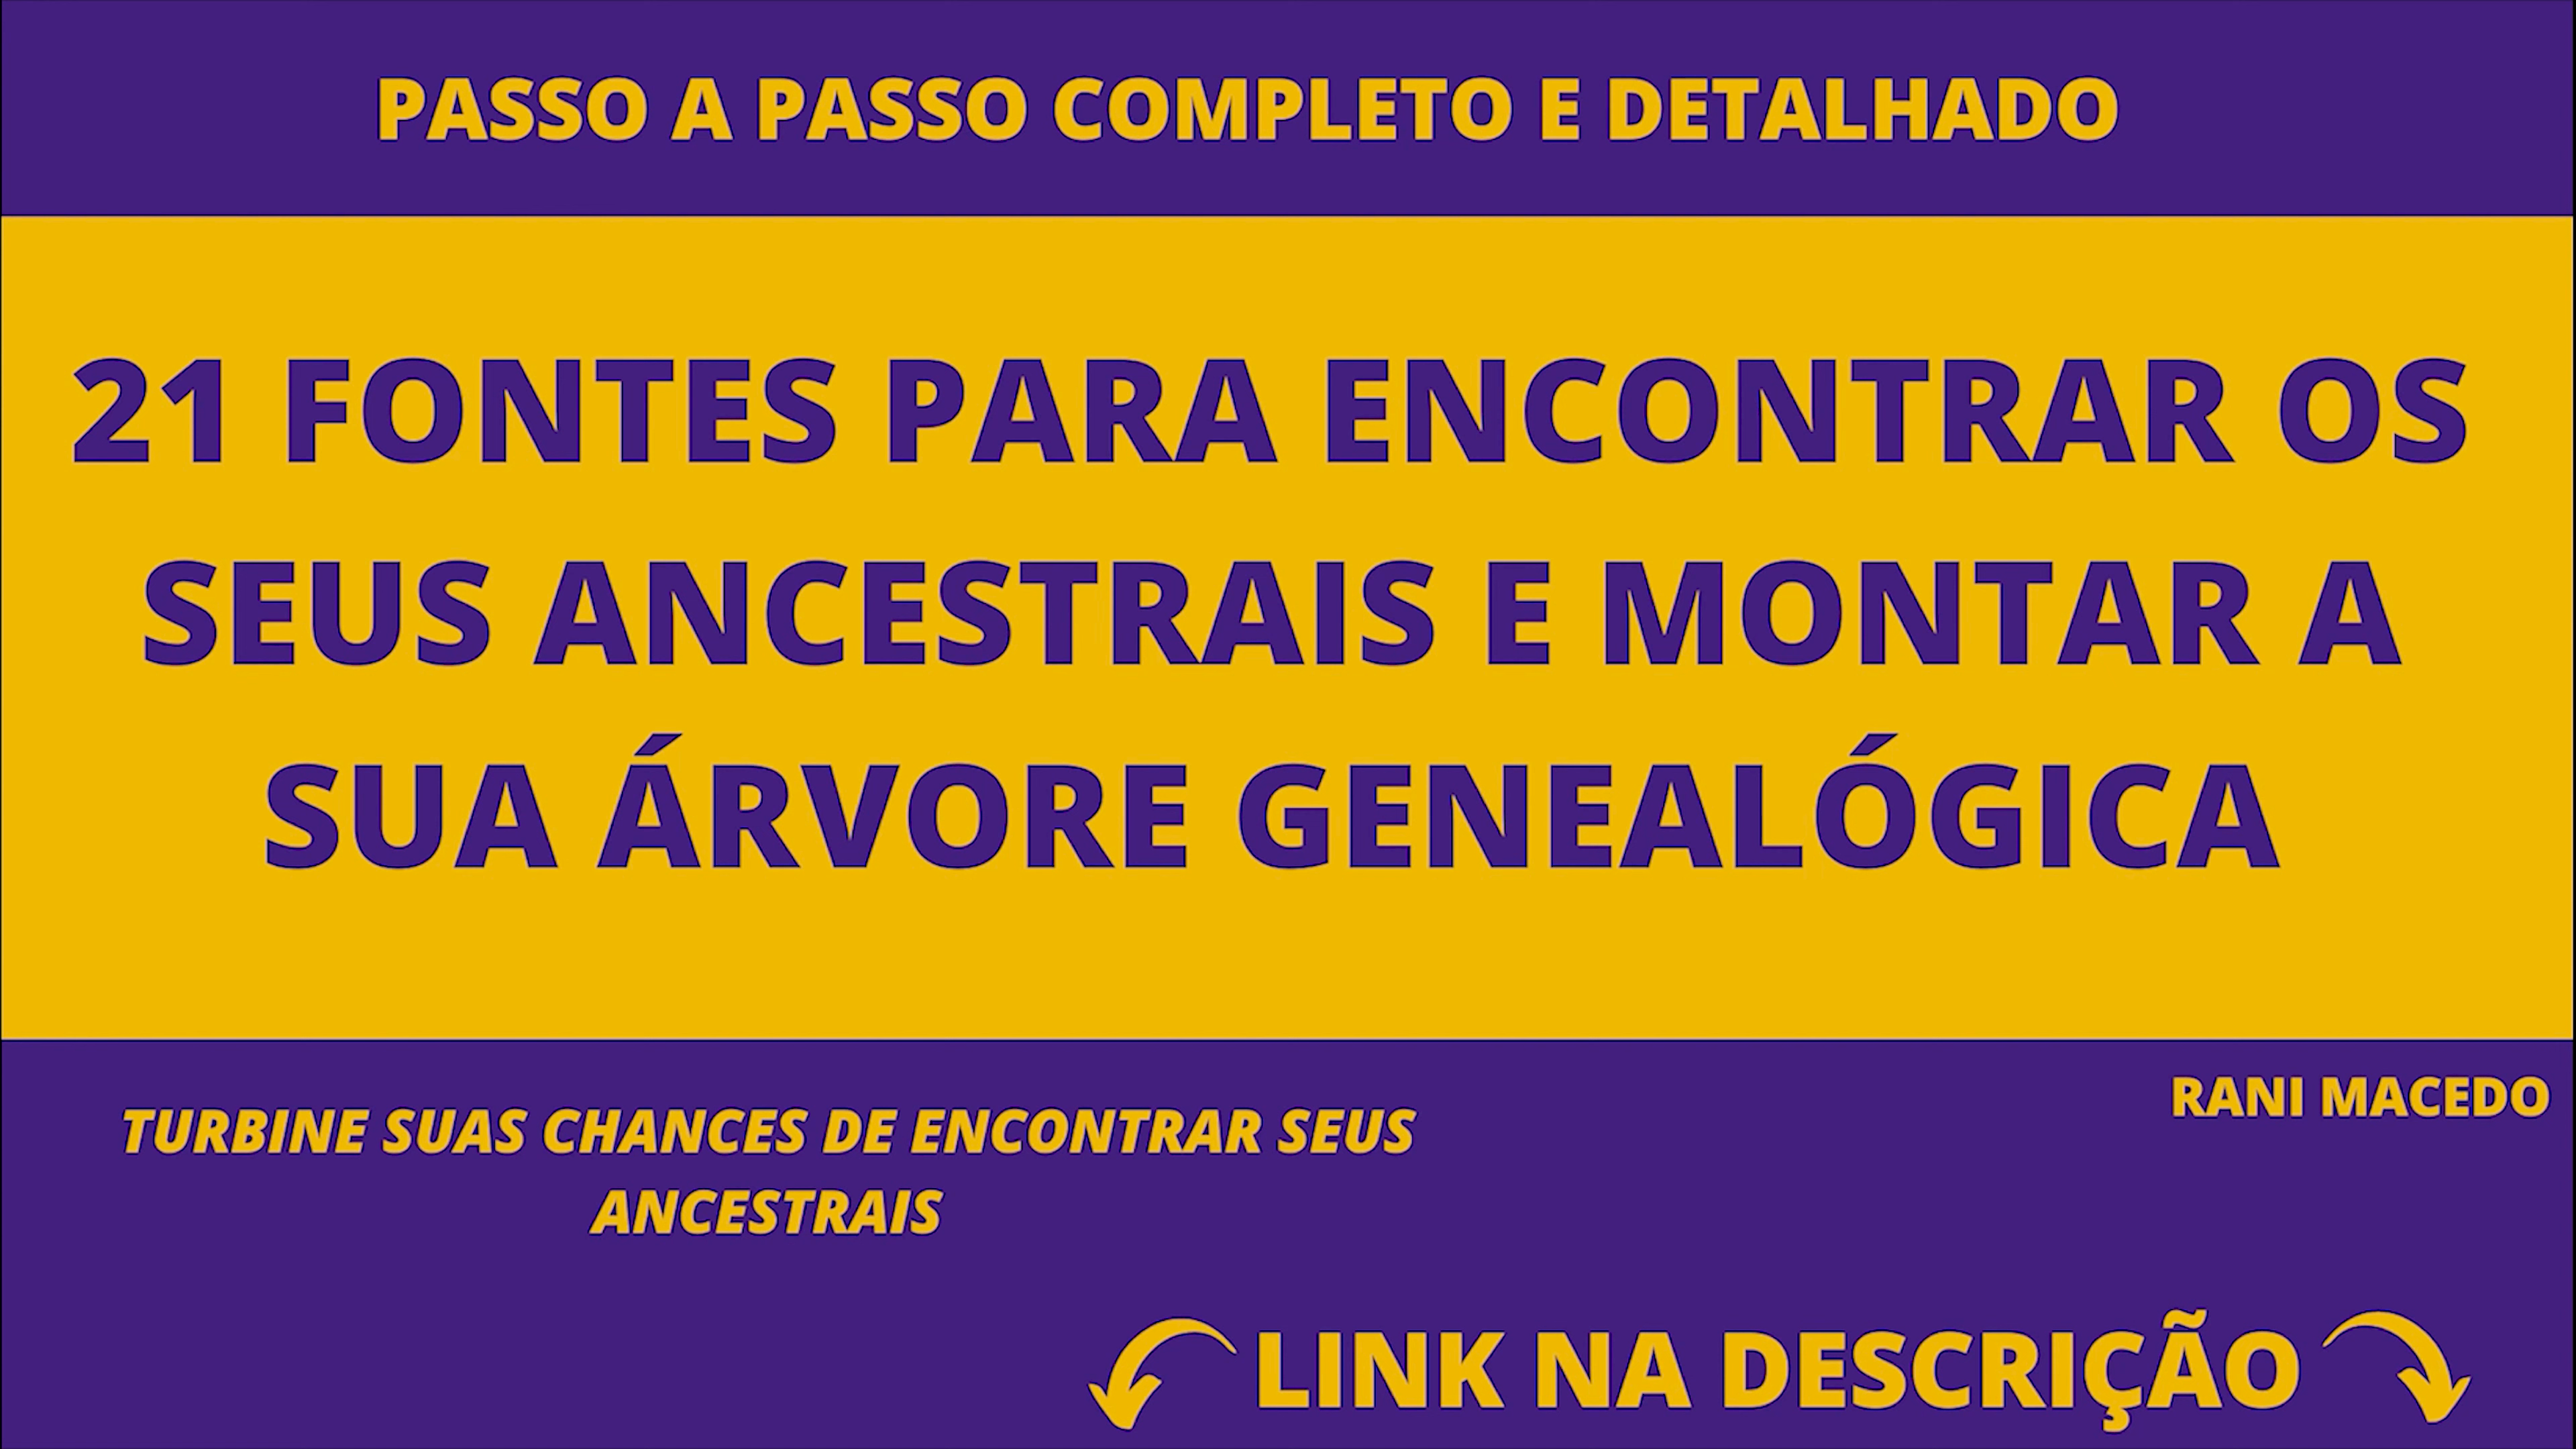 PASSO A PASSO COMPLETO E DETALHADO
21 FONTES PARA ENCONTRAR OS
SEUS ANCESTRAIS E MONTAR A
SUA ÁRVORE GENEALÓGICA
TURBINE SUAS CHANCES DE ENCONTRAR SEUS
ANCESTRAIS
RANI MACEDO
LINK NA DESCRIÇÃO